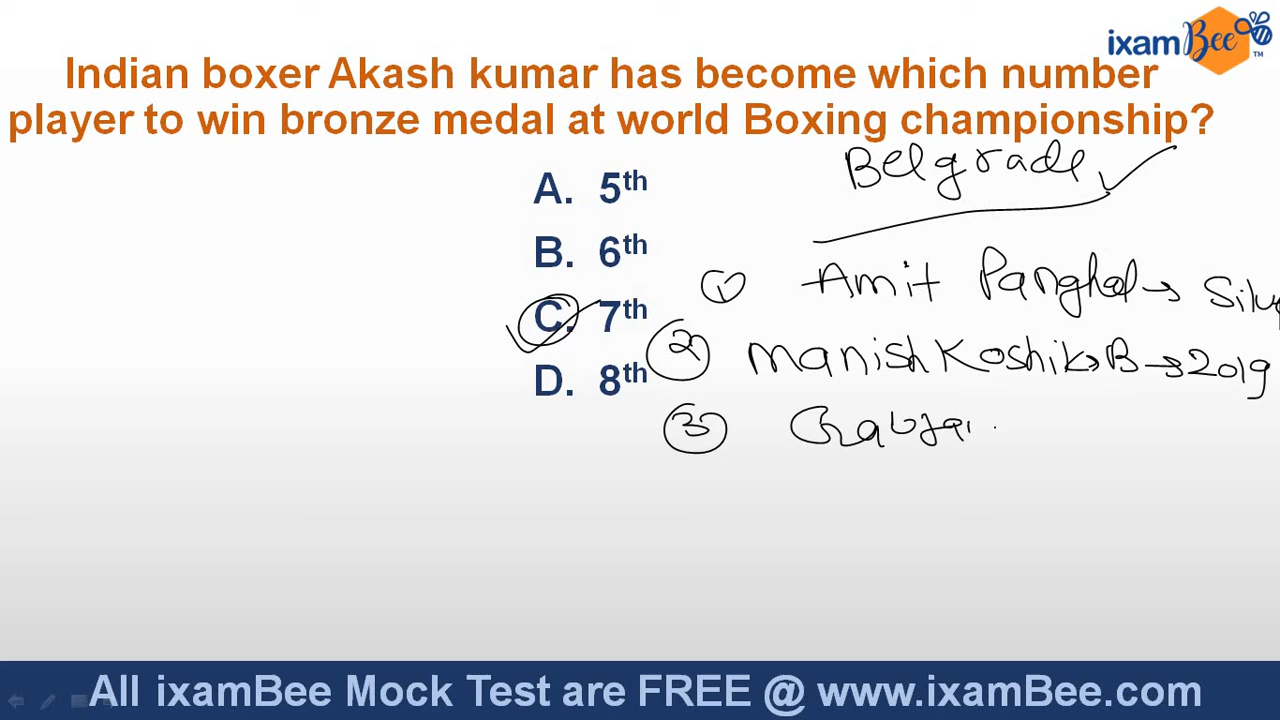 ixamBee
TM
Indian boxer Akash kumar has become which number
player to win bronze medal at world Boxing championship?
Belgrade
A. 5th
B. 6th
C. 7th
D. 8th
① Amit Panghal → Silv
② Manish Koshik → B → 2019
③
All ixamBee Mock Test are FREE @ www.ixamBee.com